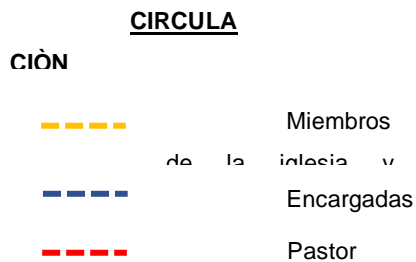 CIRCULA
CIÒN
Miembros
de la iglesia y
Encargadas
Pastor